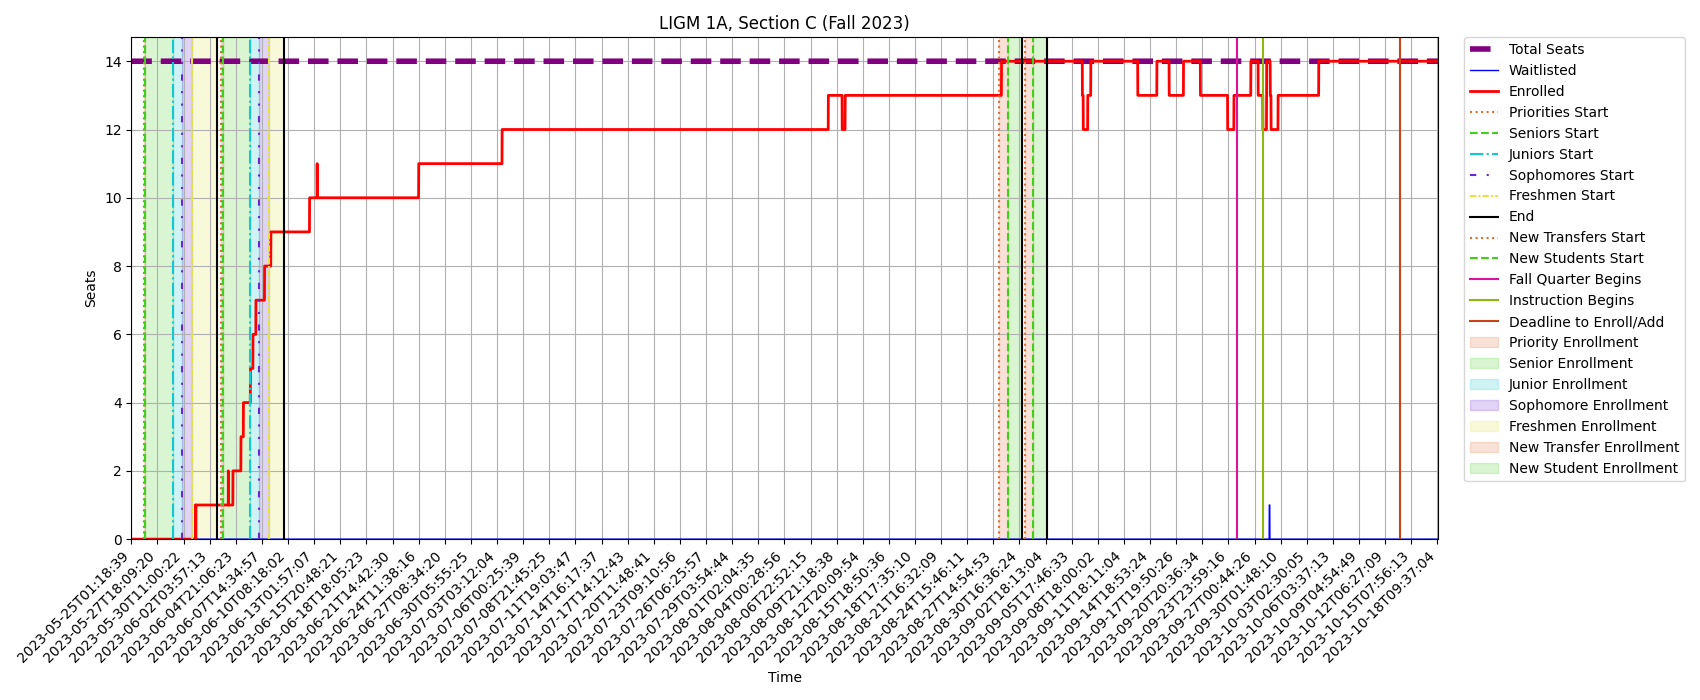 LIGM 1A, Section C (Fall 2023)
Seats
14
12
10
8
6
4
2
0
2023-05-25T01:18:39
2023-05-27T18:09:20
2023-05-30T11:00:22
2023-06-02T03:57:13
2023-06-04T21:06:23
2023-06-07T14:34:57
2023-06-10T08:18:02
2023-06-13T01:57:07
2023-06-15T20:48:21
2023-06-18T18:05:23
2023-06-21T14:42:30
2023-06-24T11:38:16
2023-06-27T08:34:20
2023-06-30T05:55:25
2023-07-03T03:12:04
2023-07-06T00:25:39
2023-07-08T21:45:25
2023-07-11T19:03:47
2023-07-14T16:17:37
2023-07-17T14:12:43
2023-07-20T11:48:41
2023-07-23T09:10:56
2023-07-26T06:25:57
2023-07-29T03:54:44
2023-08-01T02:04:35
2023-08-04T00:28:56
2023-08-06T22:52:15
2023-08-09T21:18:38
2023-08-12T20:09:54
2023-08-15T18:50:36
2023-08-18T17:35:10
2023-08-21T16:32:09
2023-08-24T15:46:11
2023-08-27T14:54:53
2023-08-30T16:36:24
2023-09-02T18:13:04
2023-09-05T17:46:33
2023-09-08T18:00:02
2023-09-11T18:11:04
2023-09-14T18:53:24
2023-09-17T19:50:26
2023-09-20T20:36:34
2023-09-23T23:59:16
2023-09-27T00:44:26
2023-09-30T01:48:10
2023-10-03T02:30:05
2023-10-06T03:37:13
2023-10-09T04:54:49
2023-10-12T06:27:09
2023-10-15T07:56:13
2023-10-18T09:37:04
Time
Total Seats
Waitlisted
Enrolled
Priorities Start
Seniors Start
Juniors Start
Sophomores Start
Freshmen Start
End
New Transfers Start
New Students Start
Fall Quarter Begins
Instruction Begins
Deadline to Enroll/Add
Priority Enrollment
Senior Enrollment
Junior Enrollment
Sophomore Enrollment
Freshmen Enrollment
New Transfer Enrollment
New Student Enrollment